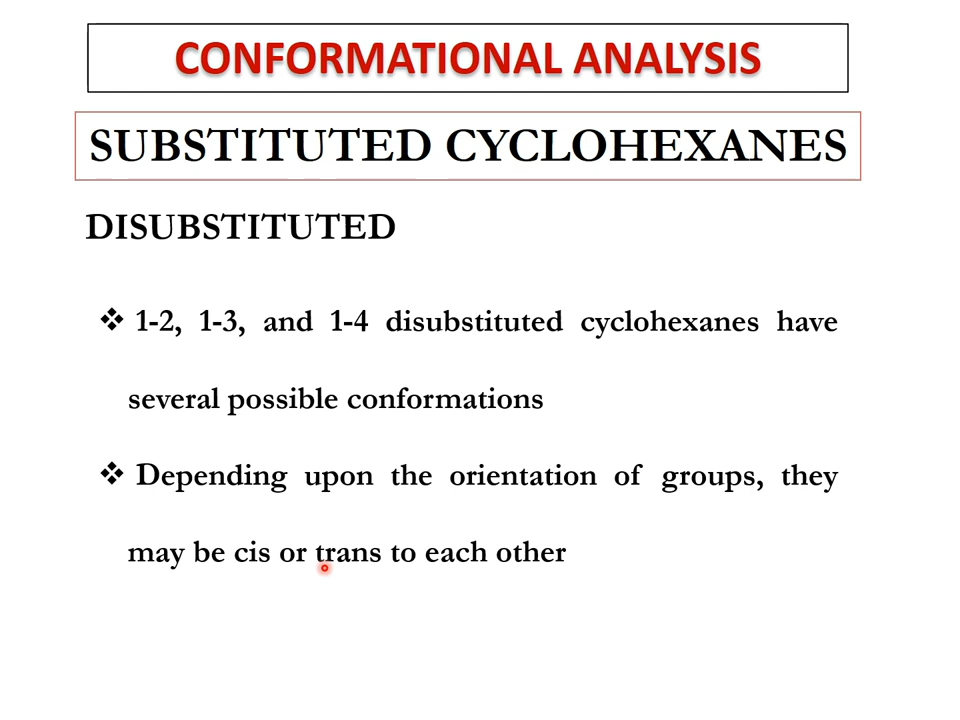 CONFORMATIONAL ANALYSIS
SUBSTITUTED CYCLOHEXANES
DISUBSTITUTED
❖ 1-2, 1-3, and 1-4 disubstituted cyclohexanes have
several possible conformations
❖ Depending upon the orientation of groups, they
may be cis or trans to each other